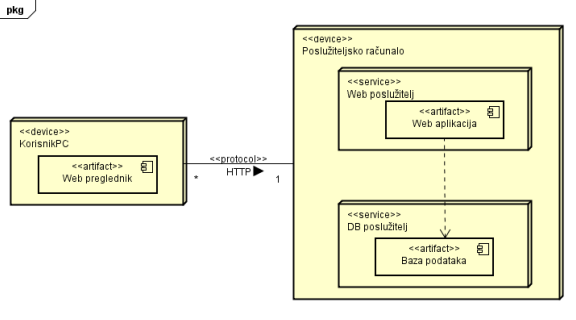 pkg
<<device>>
Poslužiteljsko računalo
<<service>>
Web poslužitelj
<<artifact>>
Web aplikacija
<<device>>
KorisnikPC
<<artifact>>
Web preglednik
<<protocol>>
HTTP
*
1
<<service>>
DB poslužitelj
<<artifact>>
Baza podataka